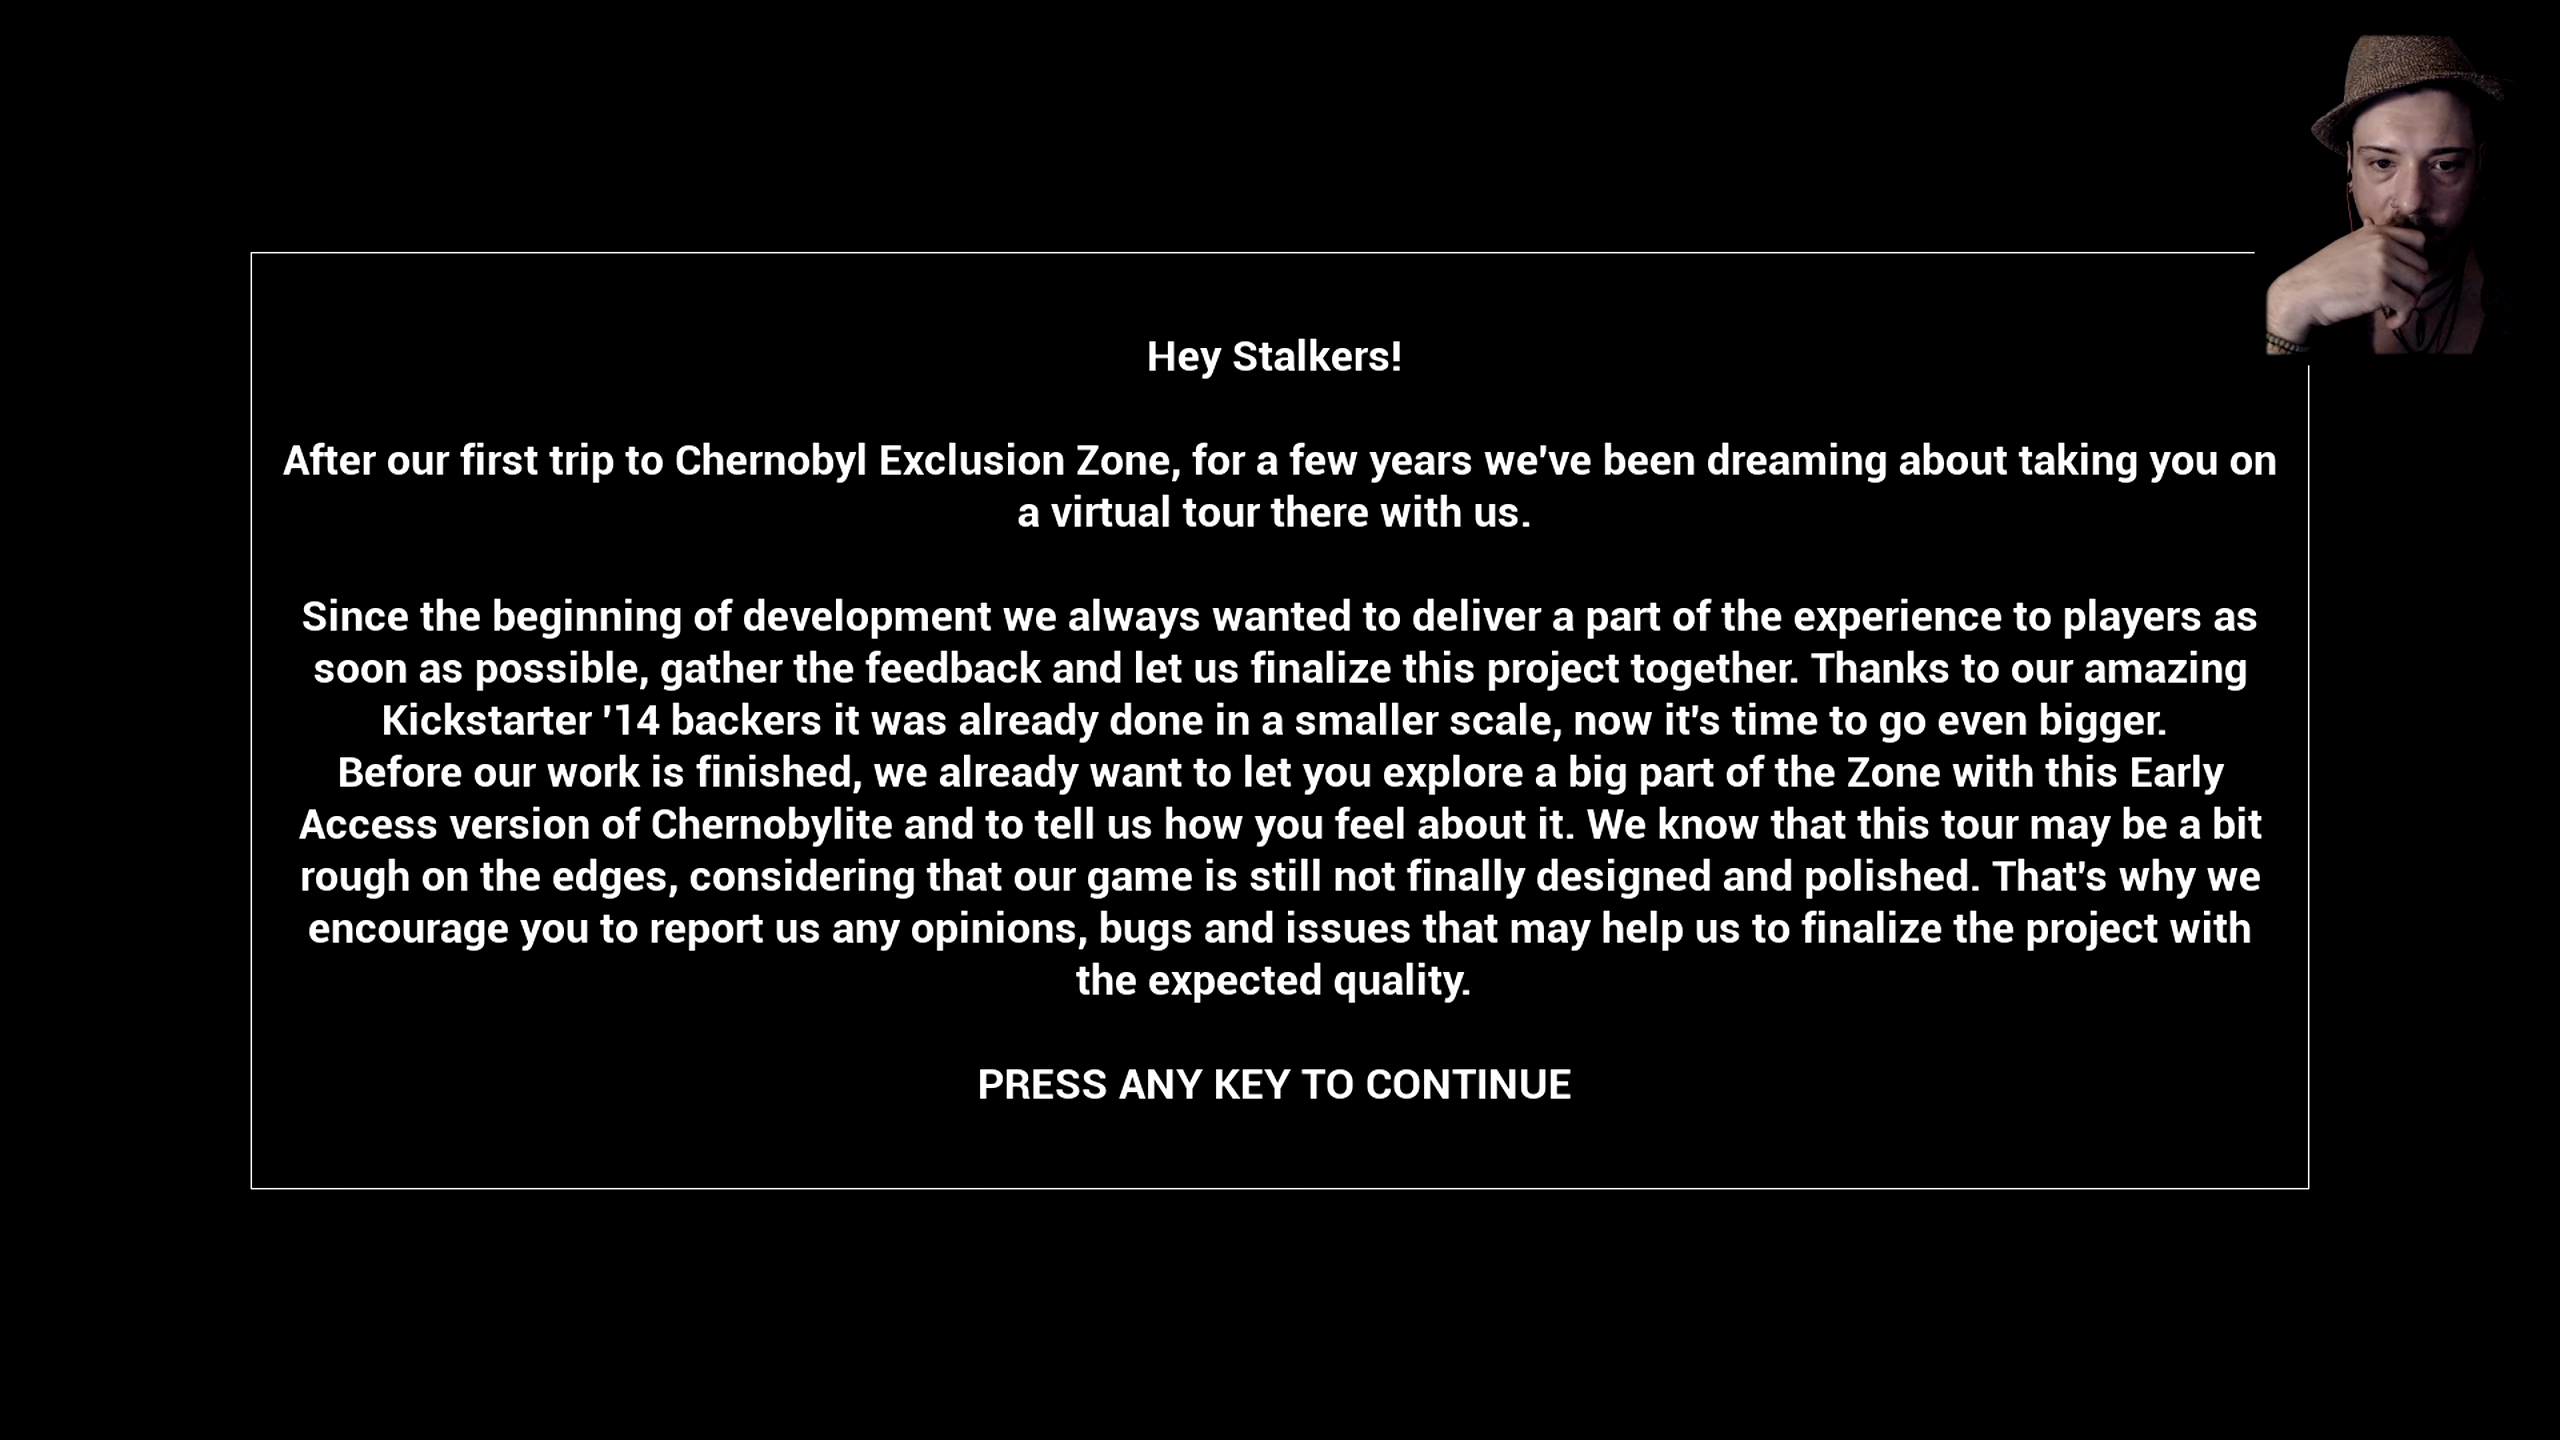 Hey Stalkers!
After our first trip to Chernobyl Exclusion Zone, for a few years we've been dreaming about taking you on
a virtual tour there with us.
Since the beginning of development we always wanted to deliver a part of the experience to players as
soon as possible, gather the feedback and let us finalize this project together. Thanks to our amazing
Kickstarter '14 backers it was already done in a smaller scale, now it's time to go even bigger.
Before our work is finished, we already want to let you explore a big part of the Zone with this Early
Access version of Chernobylite and to tell us how you feel about it. We know that this tour may be a bit
rough on the edges, considering that our game is still not finally designed and polished. That's why we
encourage you to report us any opinions, bugs and issues that may help us to finalize the project with
the expected quality.
PRESS ANY KEY TO CONTINUE